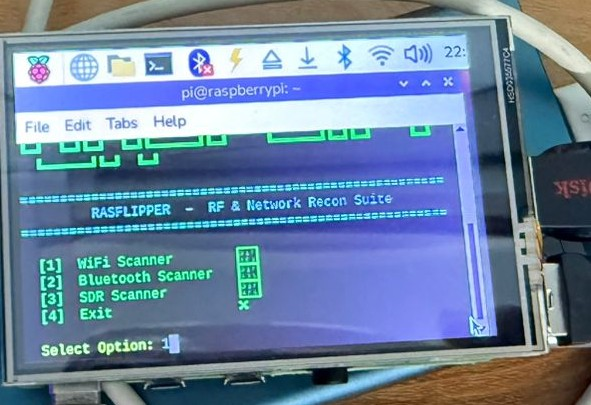 22:
pi@raspberrypi: ~
File Edit Tabs Help
RASFLIPPER - RF & Network Recon Suite
[1] WiFi Scanner
[2] Bluetooth Scanner
[3] SDR Scanner
[4] Exit
Select Option: 1